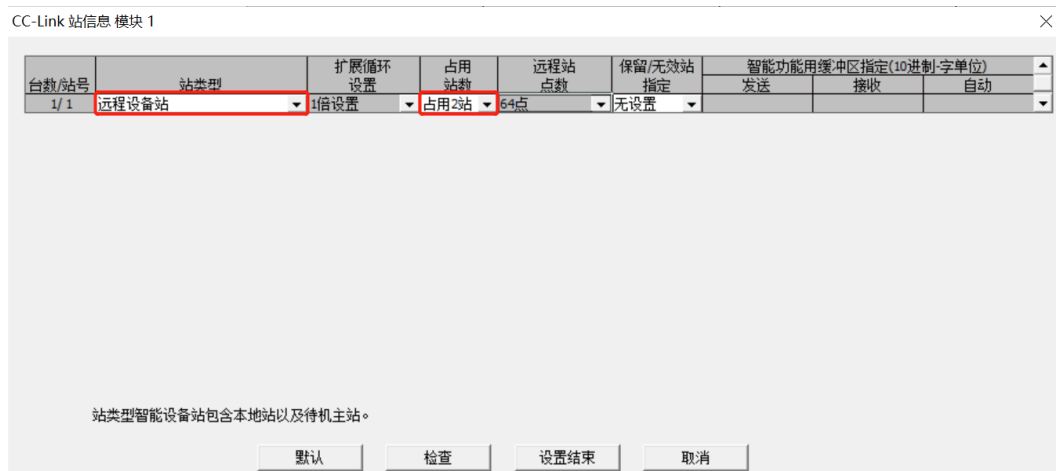 CC-Link 站信息 模块 1
台数/站号 站类型 扩展循环设置 占用站数 远程站点数 保留/无效站指定 智能功能用缓冲区指定(10进制-字单位)
发送 接收 自动
1/ 1 远程设备站 1倍设置 占用2站 64点 无设置
站类型智能设备站包含本地站以及待机主站。
默认 检查 设置结束 取消